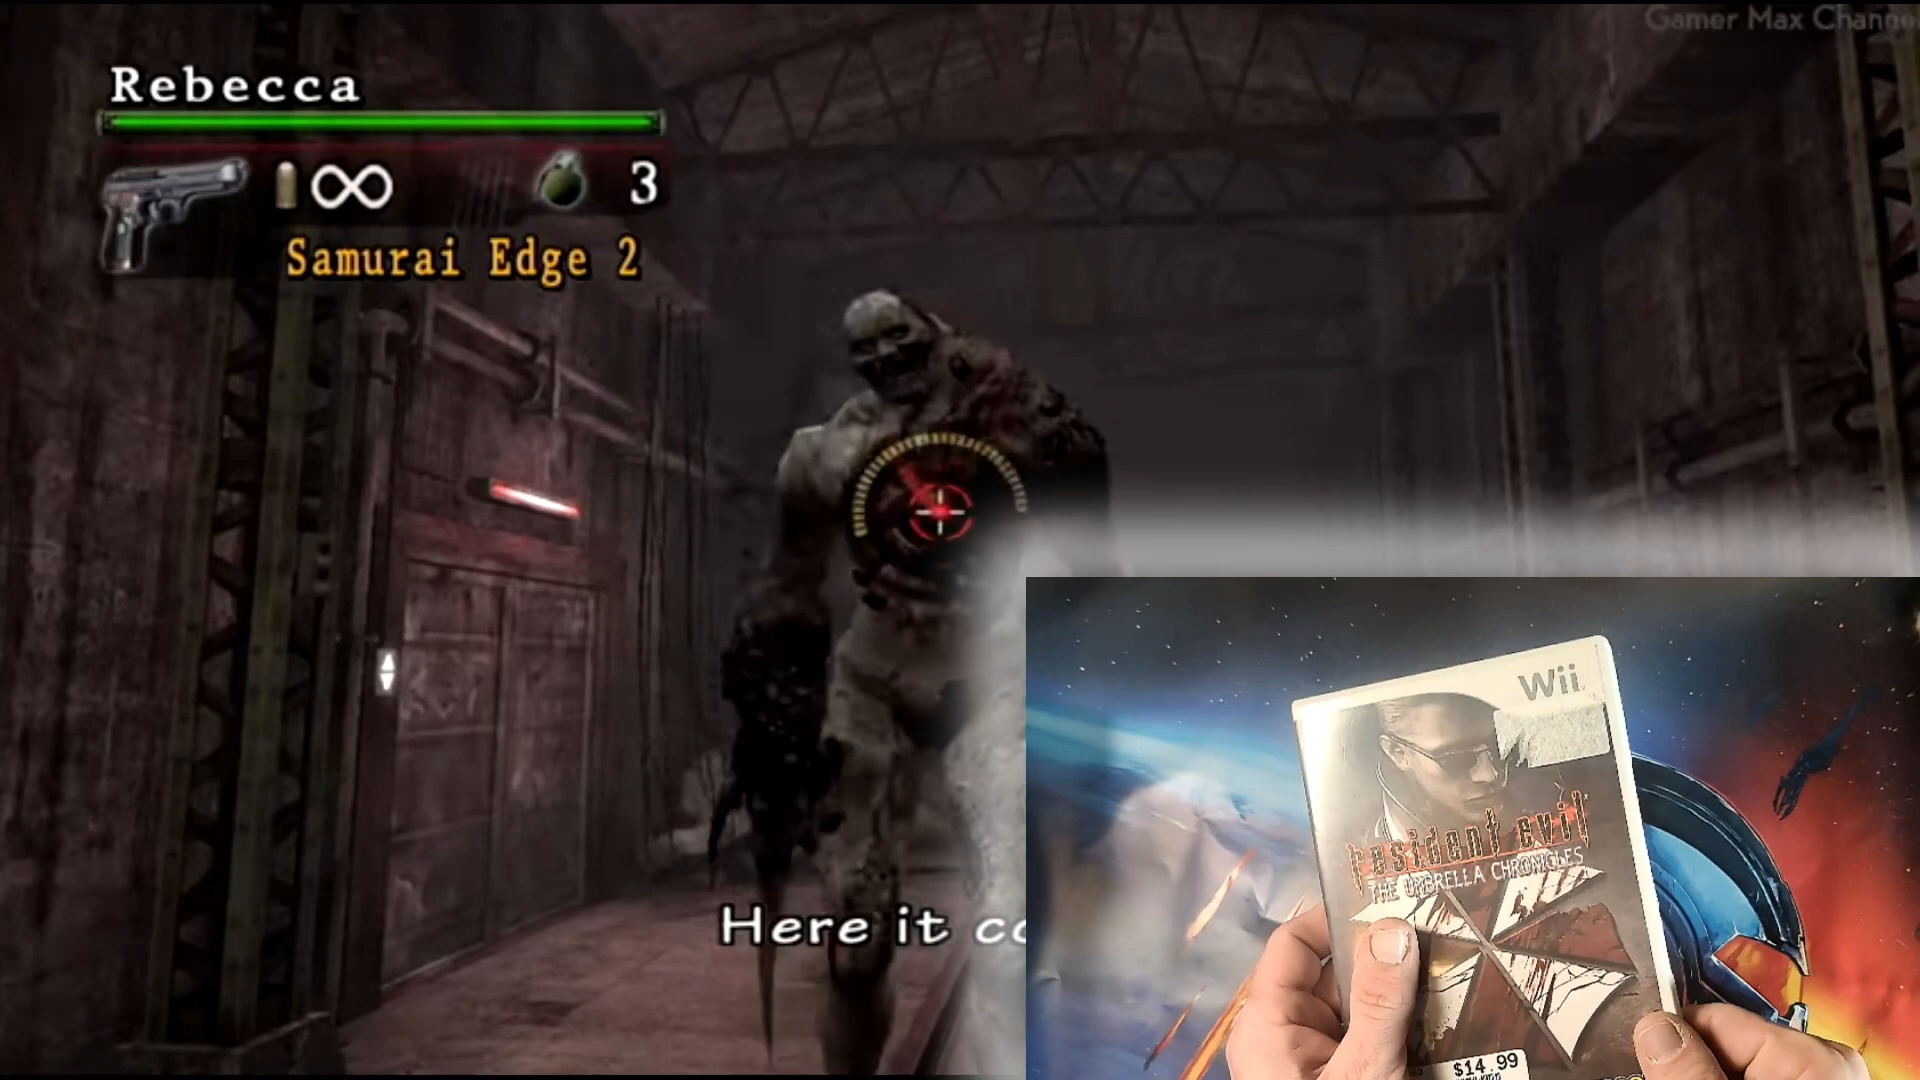 Gamer Max Channe
Rebecca
∞ 3
Samurai Edge 2
Here it co
Wii
resident evil
THE UMBRELLA CHRONICLES
$14.99